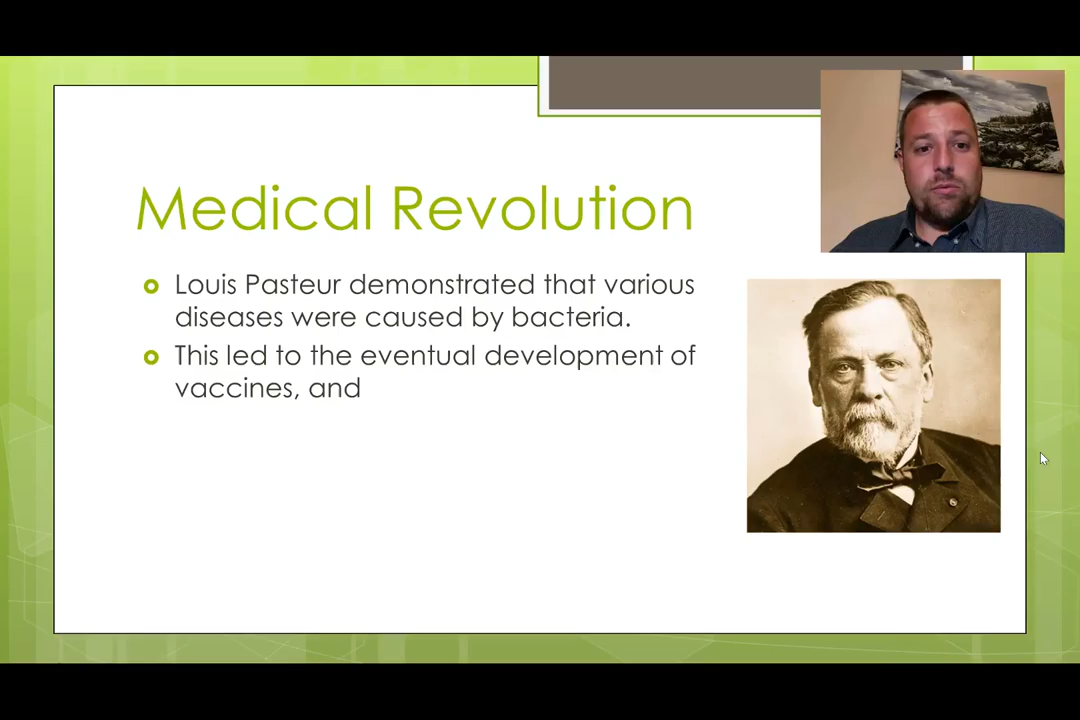 Medical Revolution
Louis Pasteur demonstrated that various
diseases were caused by bacteria.
This led to the eventual development of
vaccines, and